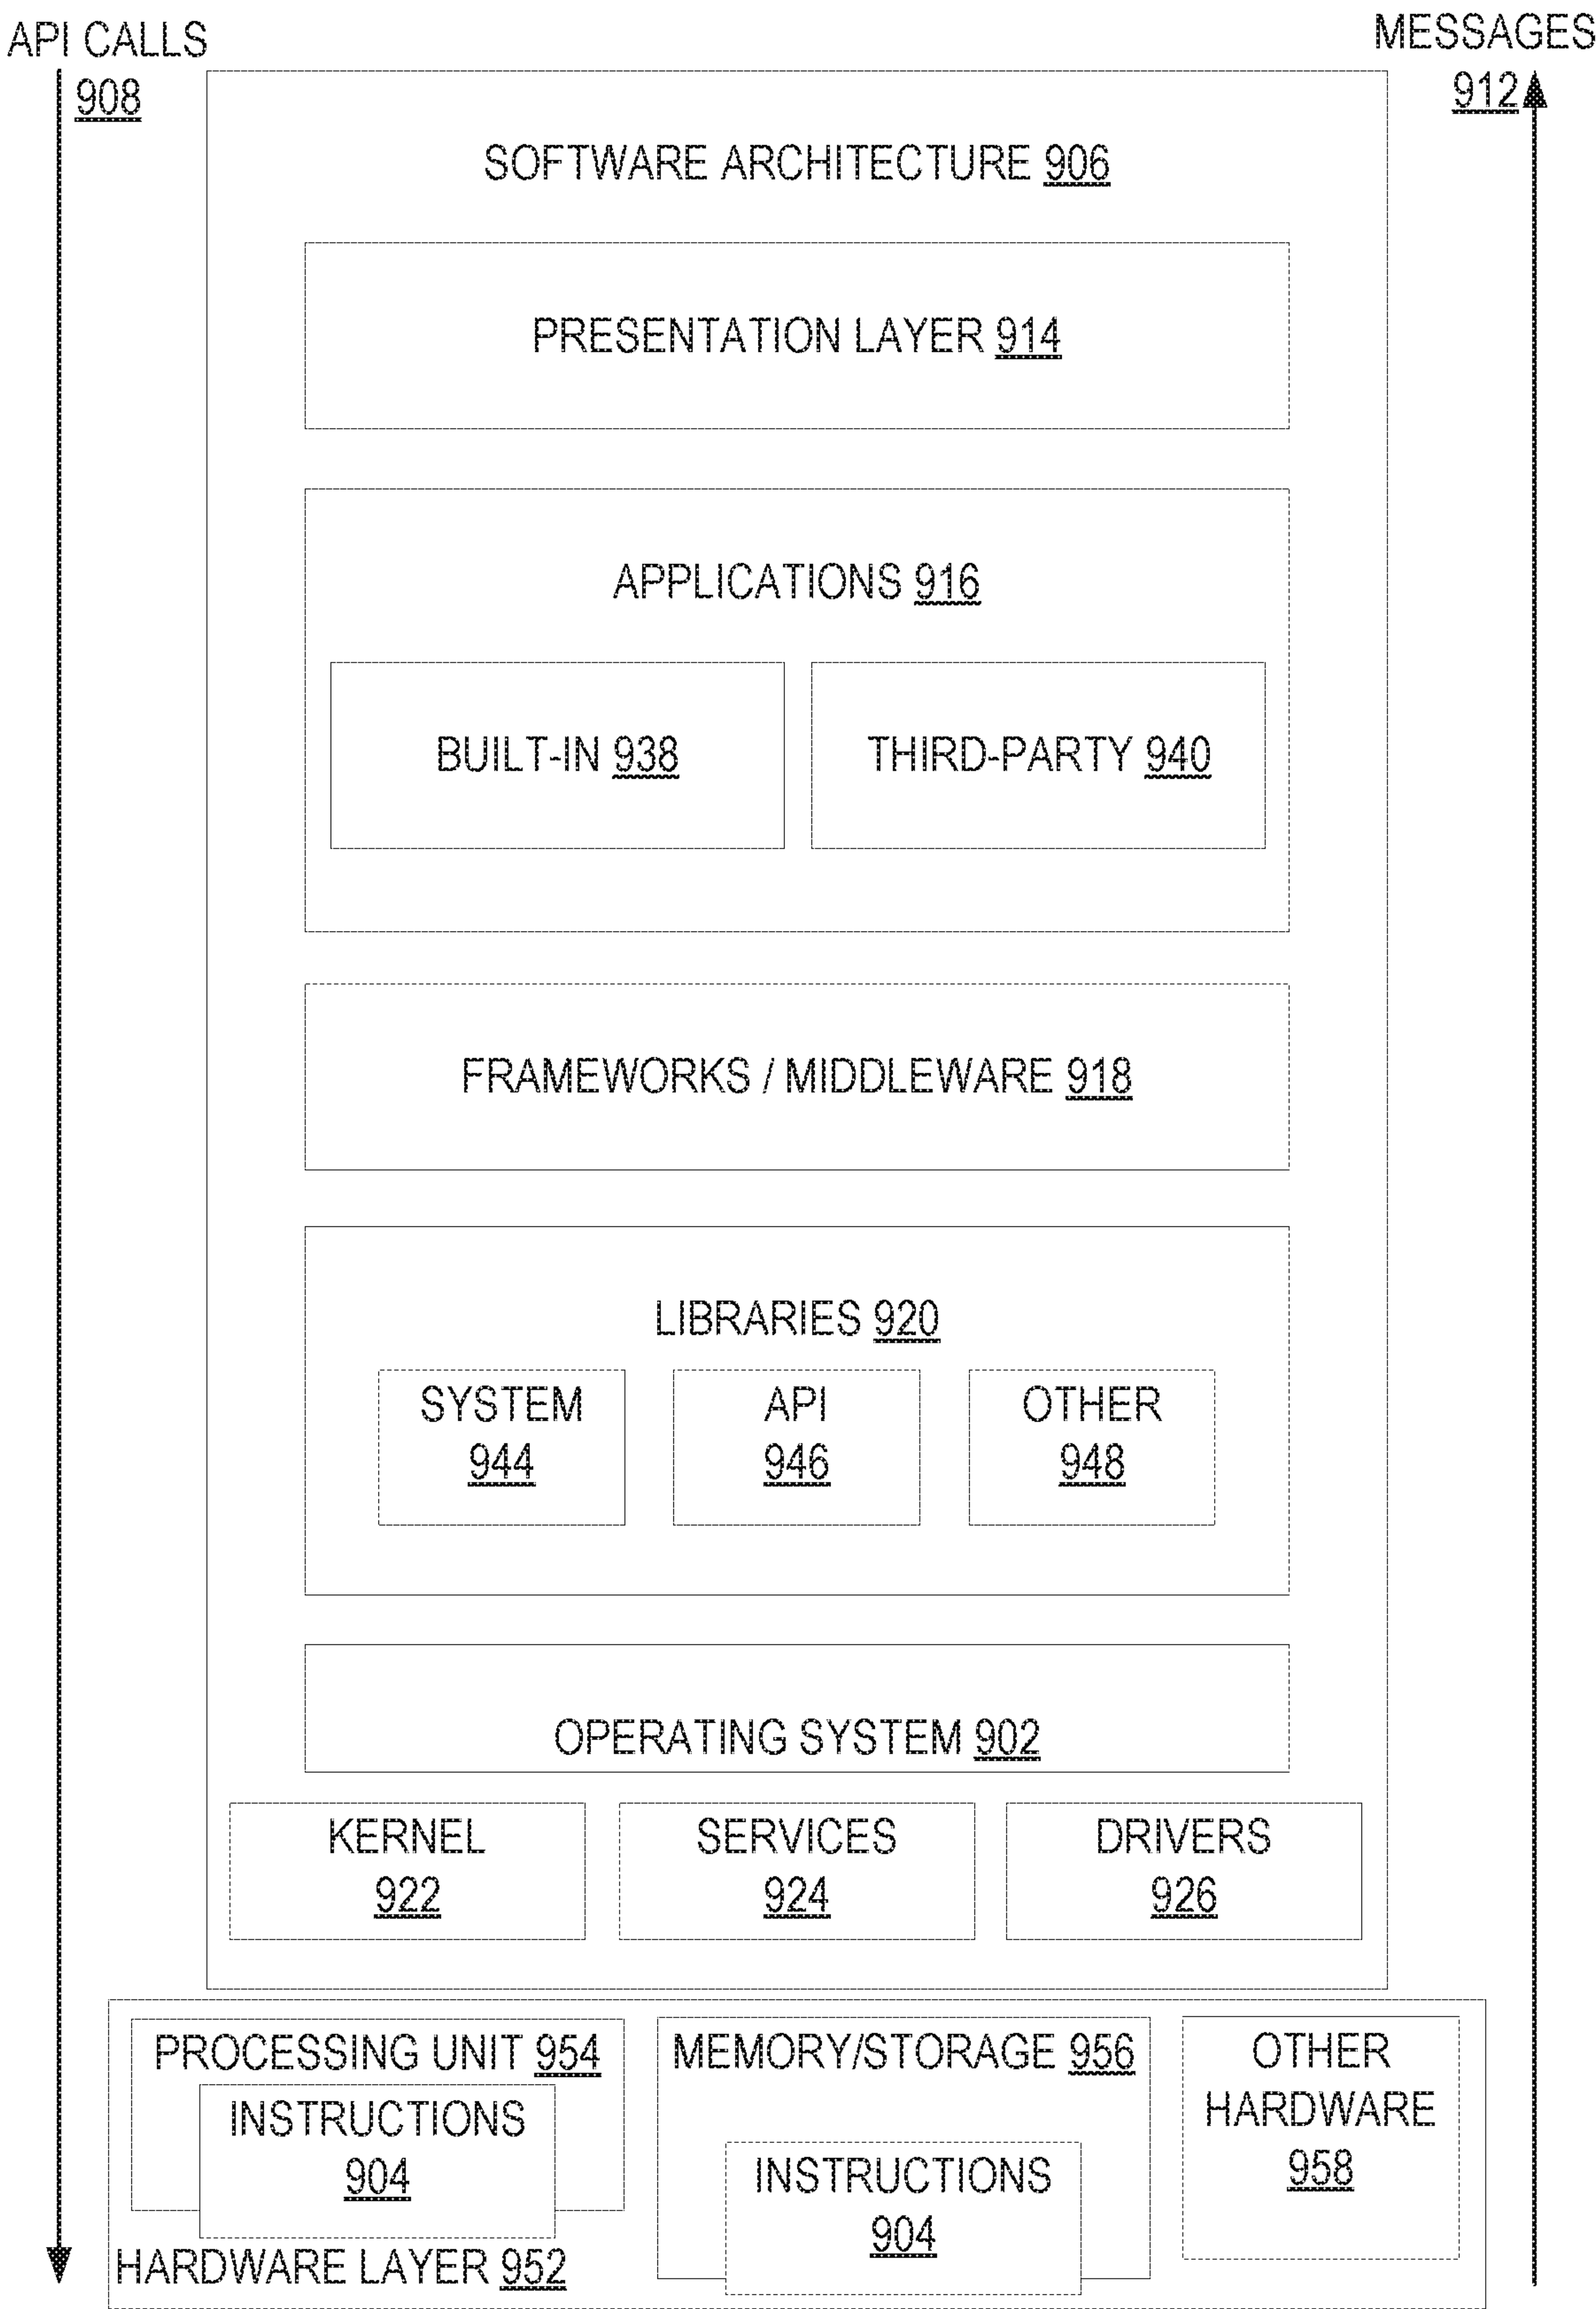 API CALLS
908
MESSAGES
912
SOFTWARE ARCHITECTURE 906
PRESENTATION LAYER 914
APPLICATIONS 916
BUILT-IN 938
THIRD-PARTY 940
FRAMEWORKS / MIDDLEWARE 918
LIBRARIES 920
SYSTEM
944
API
946
OTHER
948
OPERATING SYSTEM 902
KERNEL
922
SERVICES
924
DRIVERS
926
PROCESSING UNIT 954
INSTRUCTIONS
904
MEMORY/STORAGE 956
INSTRUCTIONS
904
OTHER
HARDWARE
958
HARDWARE LAYER 952